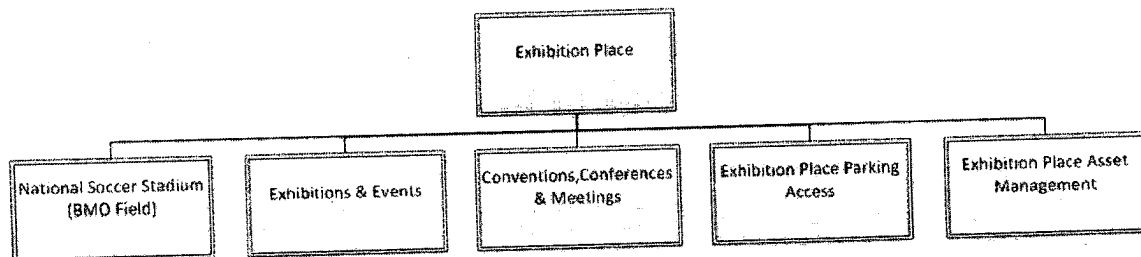 Exhibition Place
National Soccer Stadium
(BMO Field)
Exhibitions & Events
Conventions,Conferences
& Meetings
Exhibition Place Parking
Access
Exhibition Place Asset
Management